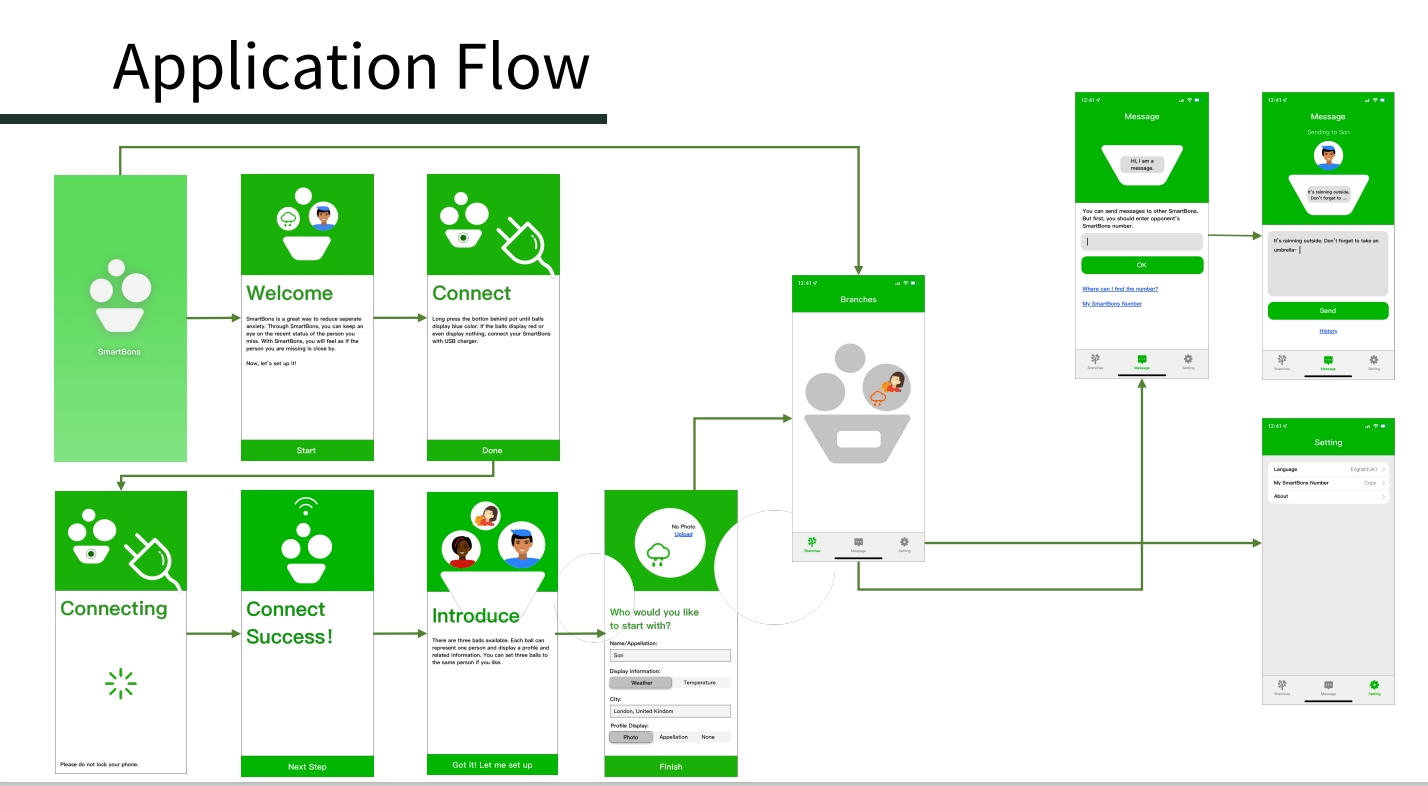 Application Flow
SmartBons
Welcome
SmartBons is a great way to reduce seperate
anxiety. Through SmartBons, you can keep an
eye on the recent status of the person you
miss. With SmartBons, you will feel as if the
person you are missing is close by.
Now, let's set up it!
Start
Connect
Long press the botton behind pot until balls
display blue color. If the balls display red or
even display nothing, connect your SmartBons
with USB charger.
Done
Connecting
Please do not lock your phone.
Connect
Success!
Next Step
Introduce
There are three balls available. Each ball can
represent one person and display a profile and
related information. You can set three balls to
the same person if you like.
Got it! Let me set up
No Photo
Upload
Who would you like
to start with?
Name/Appellation:
Son
Display Information:
Weather Temperature
City:
London, United Kindom
Profile Display:
Photo Appellation None
Finish
12:41
Branches
Branches Message Setting
12:41
Message
Hi, I am a
message.
You can send messages to other SmartBons.
But first, you should enter opponent's
SmartBons number.
OK
Where can I find the number?
My SmartBons Number
Branches Message Setting
12:41
Message
Sending to Son
It's rainning outside.
Don't forget to ...
It's rainning outside. Don't forget to take an
umbrella~
Send
History
Branches Message Setting
12:41
Setting
Language English(UK)
My SmartBons Number Copy
About
Branches Message Setting